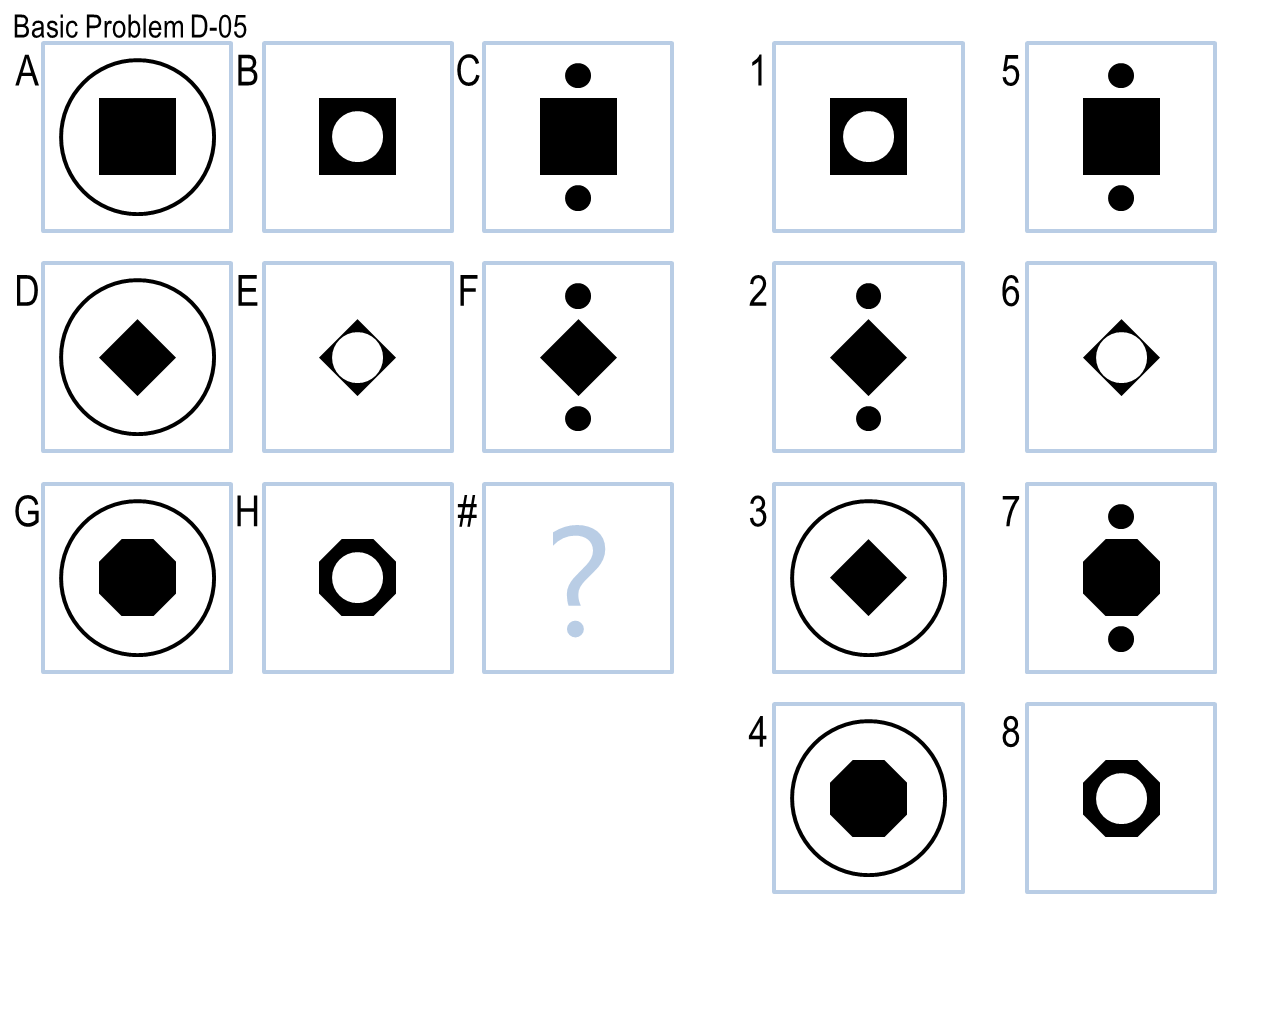 Basic Problem D-05
A B C 1 5
D E F 2 6
G H # ? 3 7
4 8